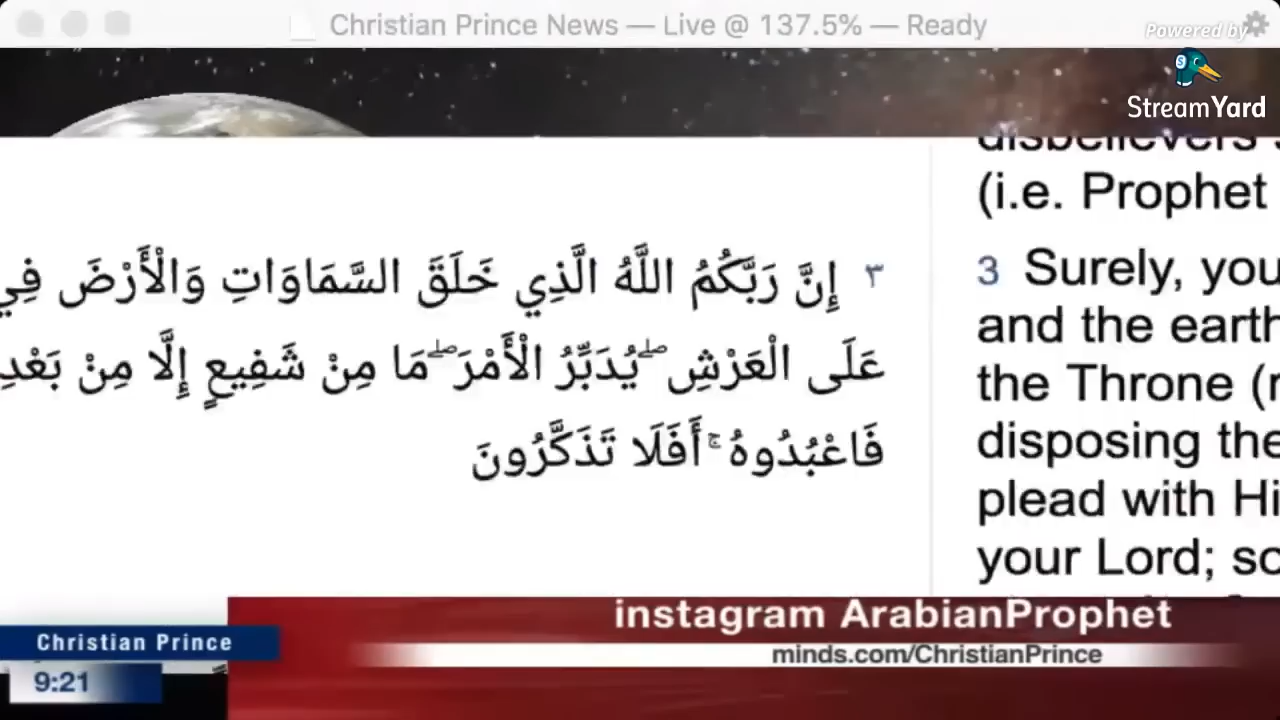 Christian Prince News — Live @ 137.5% — Ready
Powered by
StreamYard
disbelievers
(i.e. Prophet
٣ إِنَّ رَبَّكُمُ اللَّهُ الَّذِي خَلَقَ السَّمَاوَاتِ وَالْأَرْضَ فِي
عَلَى الْعَرْشِ ۖ يُدَبِّرُ الْأَمْرَ ۖ مَا مِنْ شَفِيعٍ إِلَّا مِنْ بَعْدِ
فَاعْبُدُوهُ ۚ أَفَلَا تَذَكَّرُونَ
3 Surely, you
and the earth
the Throne (r
disposing the
plead with Hi
your Lord; so
instagram ArabianProphet
minds.com/ChristianPrince
Christian Prince
9:21